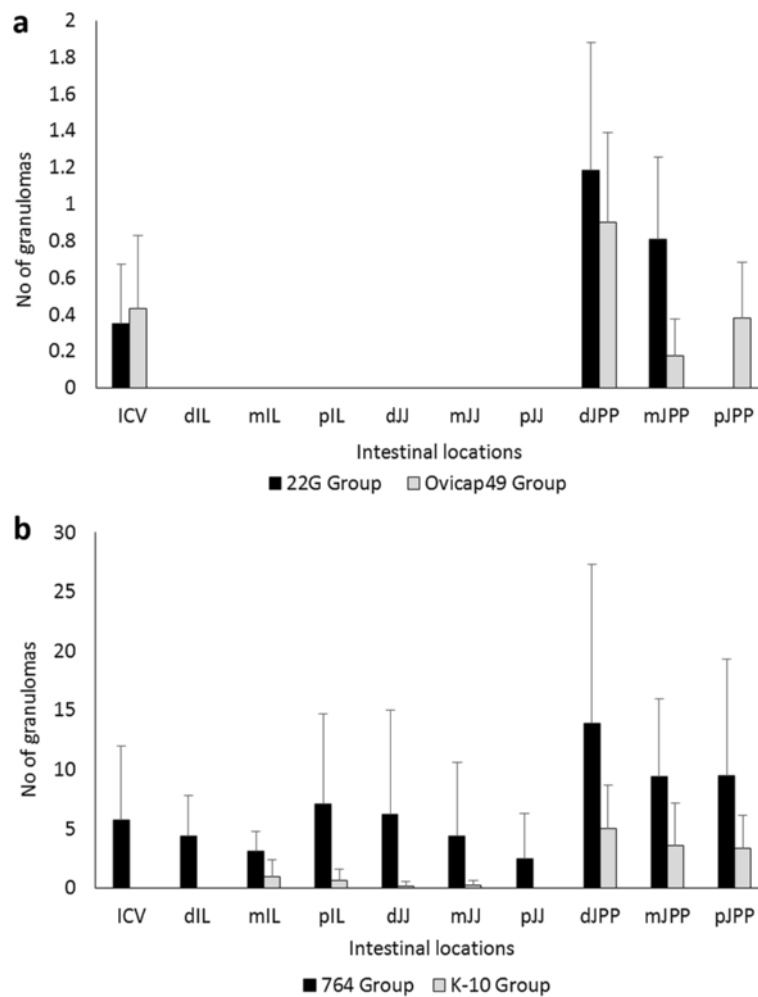 a
No of granulomas
2
1.8
1.6
1.4
1.2
1
0.8
0.6
0.4
0.2
0
ICV dIL mIL pIL dJJ mJJ pJJ dJPP mJPP pJPP
Intestinal locations
22G Group Ovicap49 Group
b
No of granulomas
30
25
20
15
10
5
0
ICV dIL mIL pIL dJJ mJJ pJJ dJPP mJPP pJPP
Intestinal locations
764 Group K-10 Group